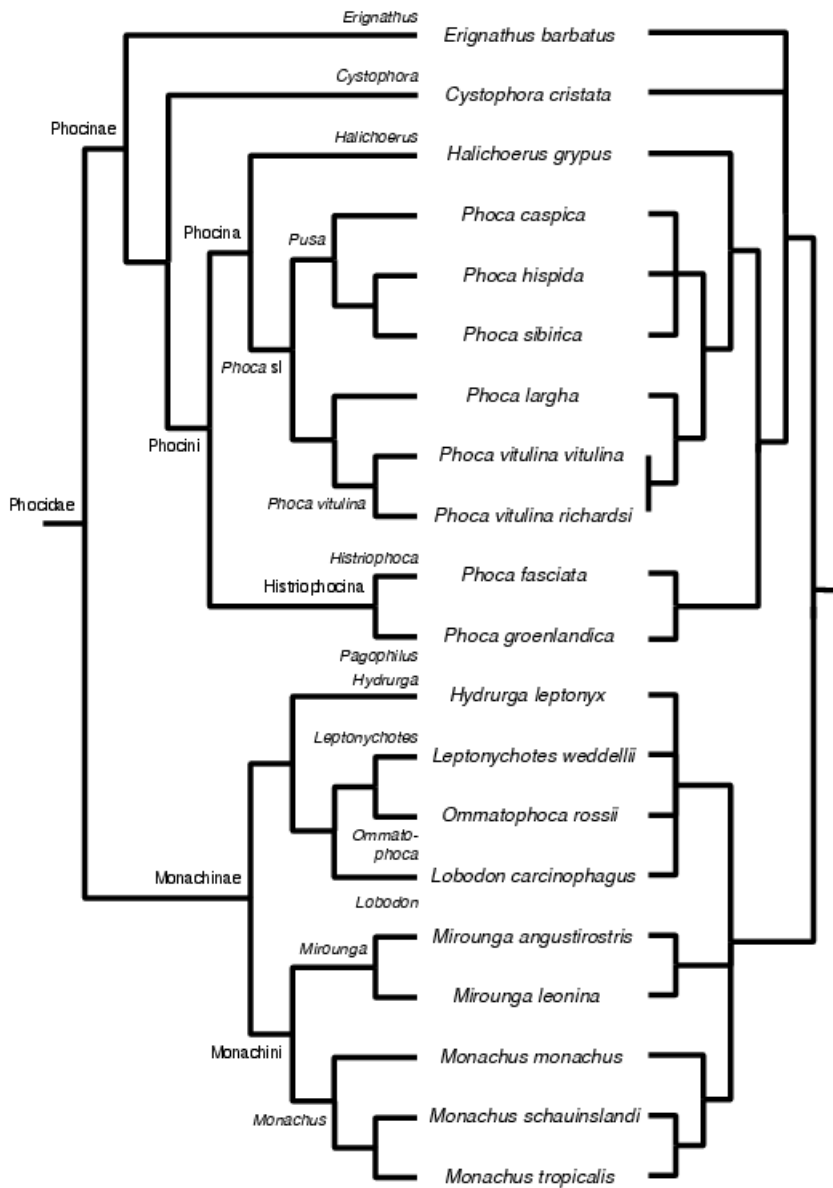 Erignathus
Erignathus barbatus
Cystophora
Cystophora cristata
Phocinae
Halichoerus
Halichoerus grypus
Phoca caspica
Phocina
Pusa
Phoca hispida
Phoca sibirica
Phoca sl
Phoca largha
Phocini
Phoca vitulina vitulina
Phoca vitulina
Phocidae
Phoca vitulina richardsi
Histriophoca
Phoca fasciata
Histriophocina
Phoca groenlandica
Pagophilus
Hydrurga
Hydrurga leptonyx
Leptonychotes
Leptonychotes weddellii
Ommatophoca rossii
Ommato-
phoca
Monachinae
Lobodon carcinophagus
Lobodon
Mirounga angustirostris
Mirounga
Mirounga leonina
Monachini
Monachus monachus
Monachus
Monachus schauinslandi
Monachus tropicalis